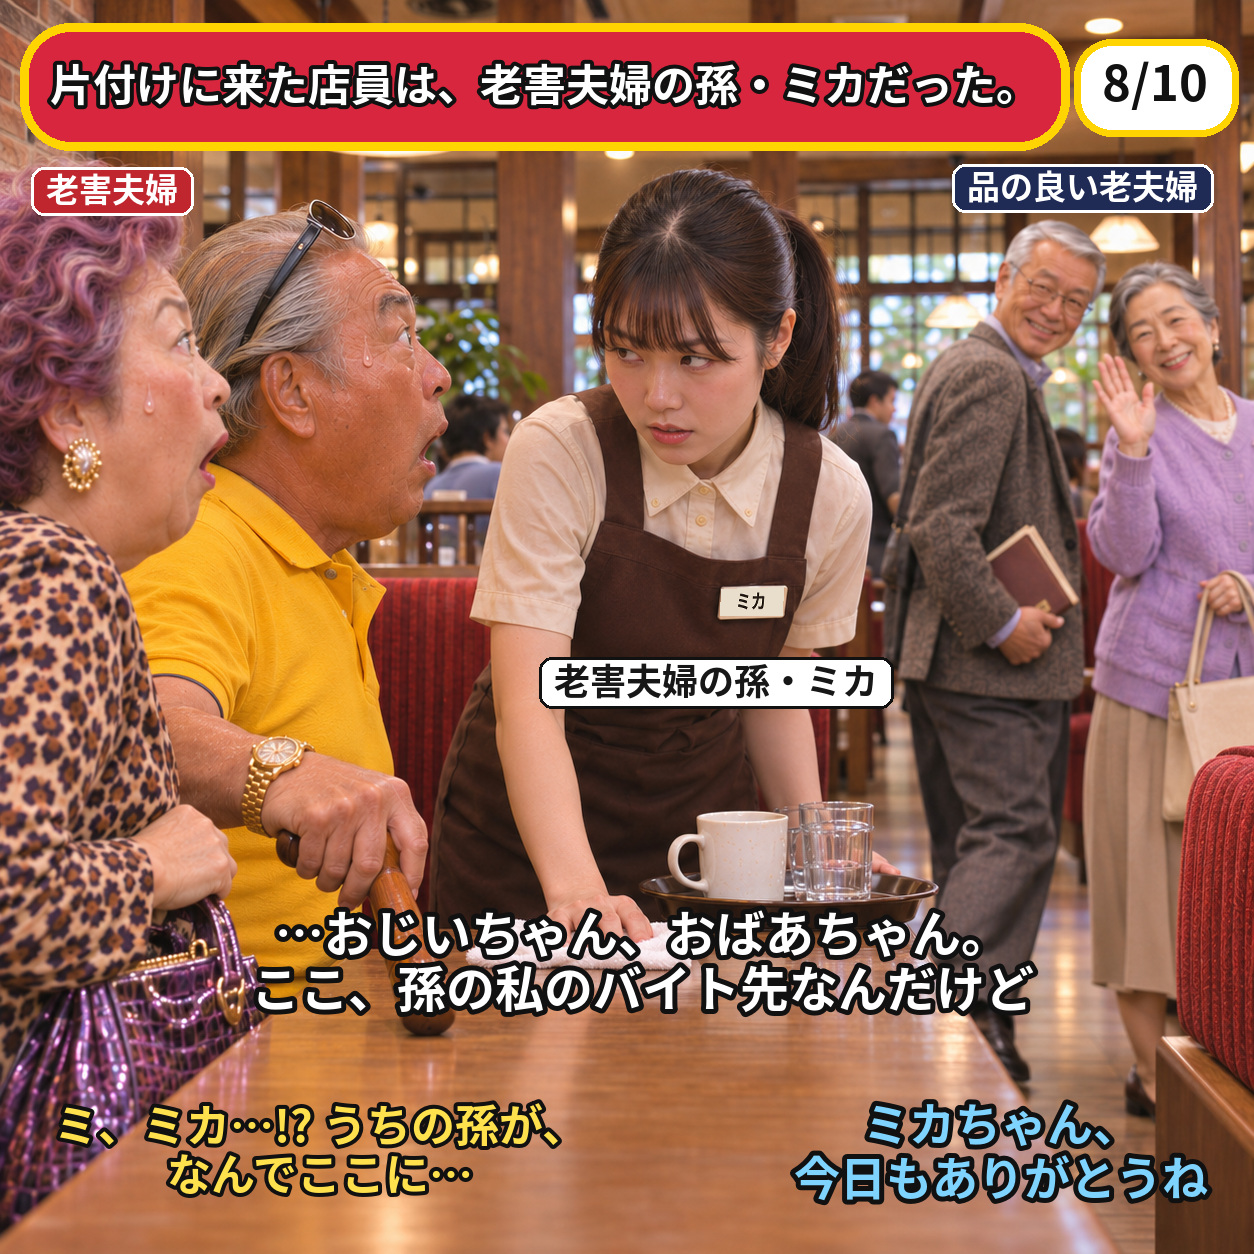 片付けに来た店員は、老害夫婦の孫・ミカだった。
8/10
老害夫婦
品の良い老夫婦
ミカ
老害夫婦の孫・ミカ
…おじいちゃん、おばあちゃん。
ここ、孫の私のバイト先なんだけど
ミ、ミカ…!? うちの孫が、
なんでここに…
ミカちゃん、
今日もありがとうね